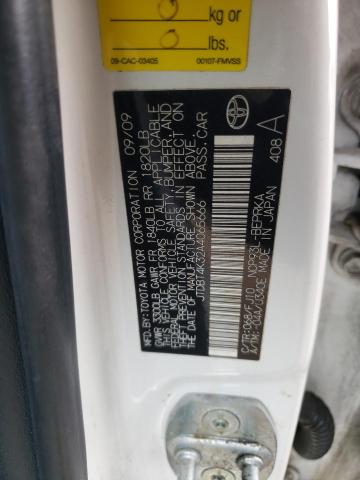 kg or
lbs.
09-CAC-03405 00107-FMVSS
MFD. BY: TOYOTA MOTOR CORPORATION 09/09
GVWR 3300LB GAWR FR 1840LB RR 1820LB
THIS VEHICLE CONFORMS TO ALL APPLICABLE
FEDERAL MOTOR VEHICLE SAFETY, BUMPER, AND
THEFT PREVENTION STANDARDS IN EFFECT ON
THE DATE OF MANUFACTURE SHOWN ABOVE.
JTDBT4K32A4065666 PASS. CAR
C/TR: 068/FJ10 NCP93L-BEPRKA
A/TM: -04A/U340E MADE IN JAPAN
408 A